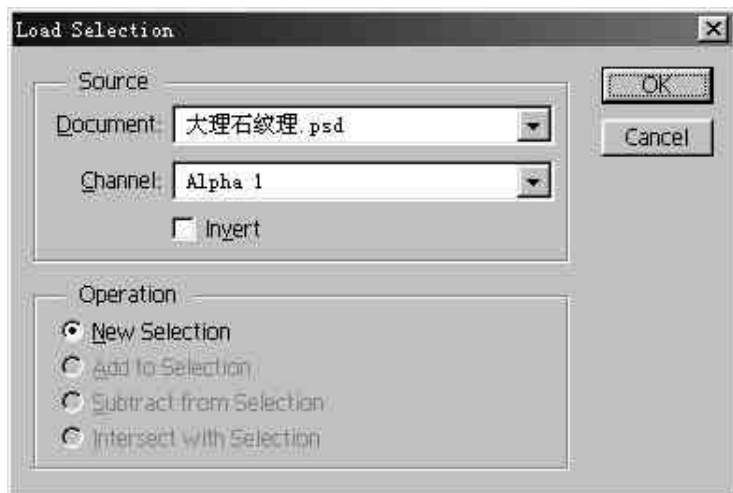 Load Selection
Source
OK
Document: 大理石纹理.psd
Cancel
Channel: Alpha 1
Invert
Operation
New Selection
Add to Selection
Subtract from Selection
Intersect with Selection